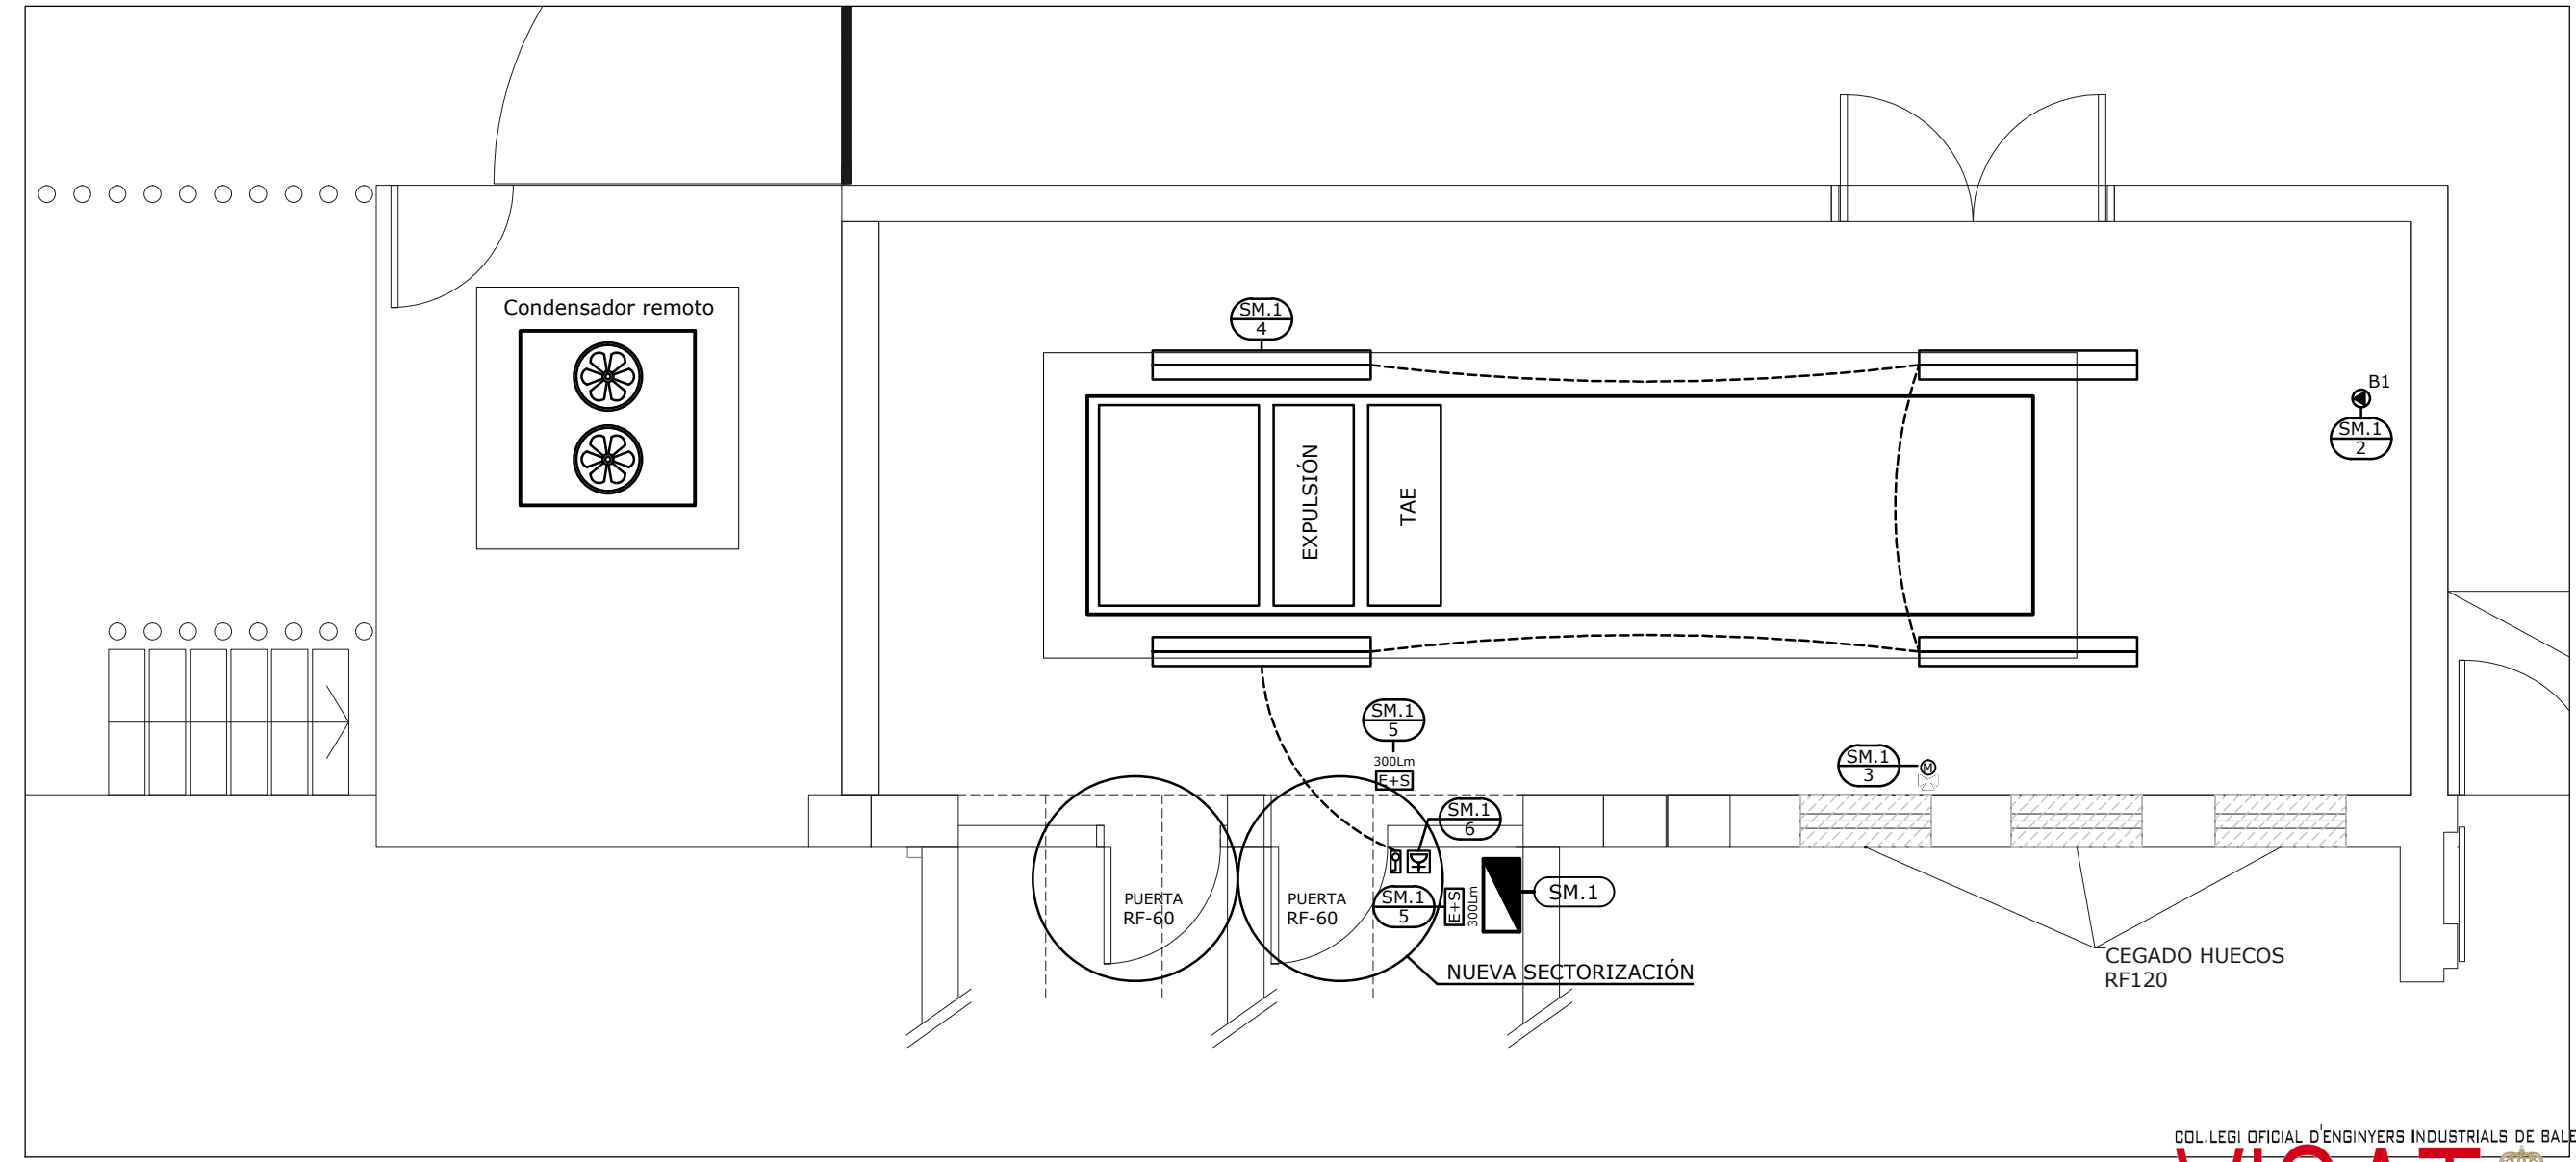 Condensador remoto
SM.1
4
B1
SM.1
2
EXPULSIÓN
TAE
SM.1
5
300Lm
E+S
SM.1
3
M
SM.1
6
PUERTA
RF-60
PUERTA
RF-60
SM.1
5
E+S
300Lm
SM.1
NUEVA SECTORIZACIÓN
CEGADO HUECOS
RF120
COL.LEGI OFICIAL D'ENGINYERS INDUSTRIALS DE BALE